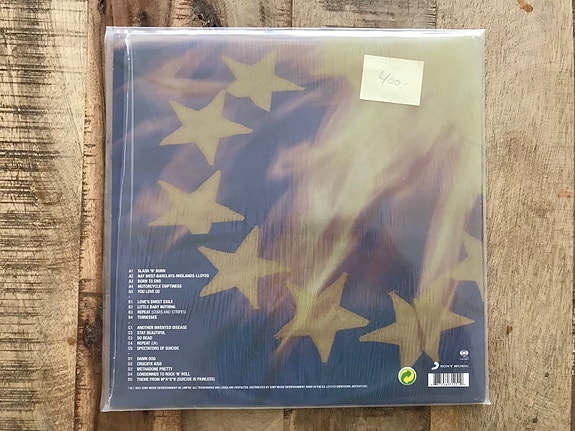 400,-
A1 SLASH 'N' BURN
A2 NAT WEST-BARCLAYS-MIDLANDS-LLOYDS
A3 BORN TO END
A4 MOTORCYCLE EMPTINESS
A5 YOU LOVE US
B1 LOVE'S SWEET EXILE
B2 LITTLE BABY NOTHING
B3 REPEAT (STARS AND STRIPES)
B4 TENNESSEE
C1 ANOTHER INVENTED DISEASE
C2 STAY BEAUTIFUL
C3 SO DEAD
C4 REPEAT (UK)
C5 SPECTATORS OF SUICIDE
D1 DAMN DOG
D2 CRUCIFIX KISS
D3 METHADONE PRETTY
D4 CONDEMNED TO ROCK 'N' ROLL
D5 THEME FROM M*A*S*H (SUICIDE IS PAINLESS)
SONY MUSIC